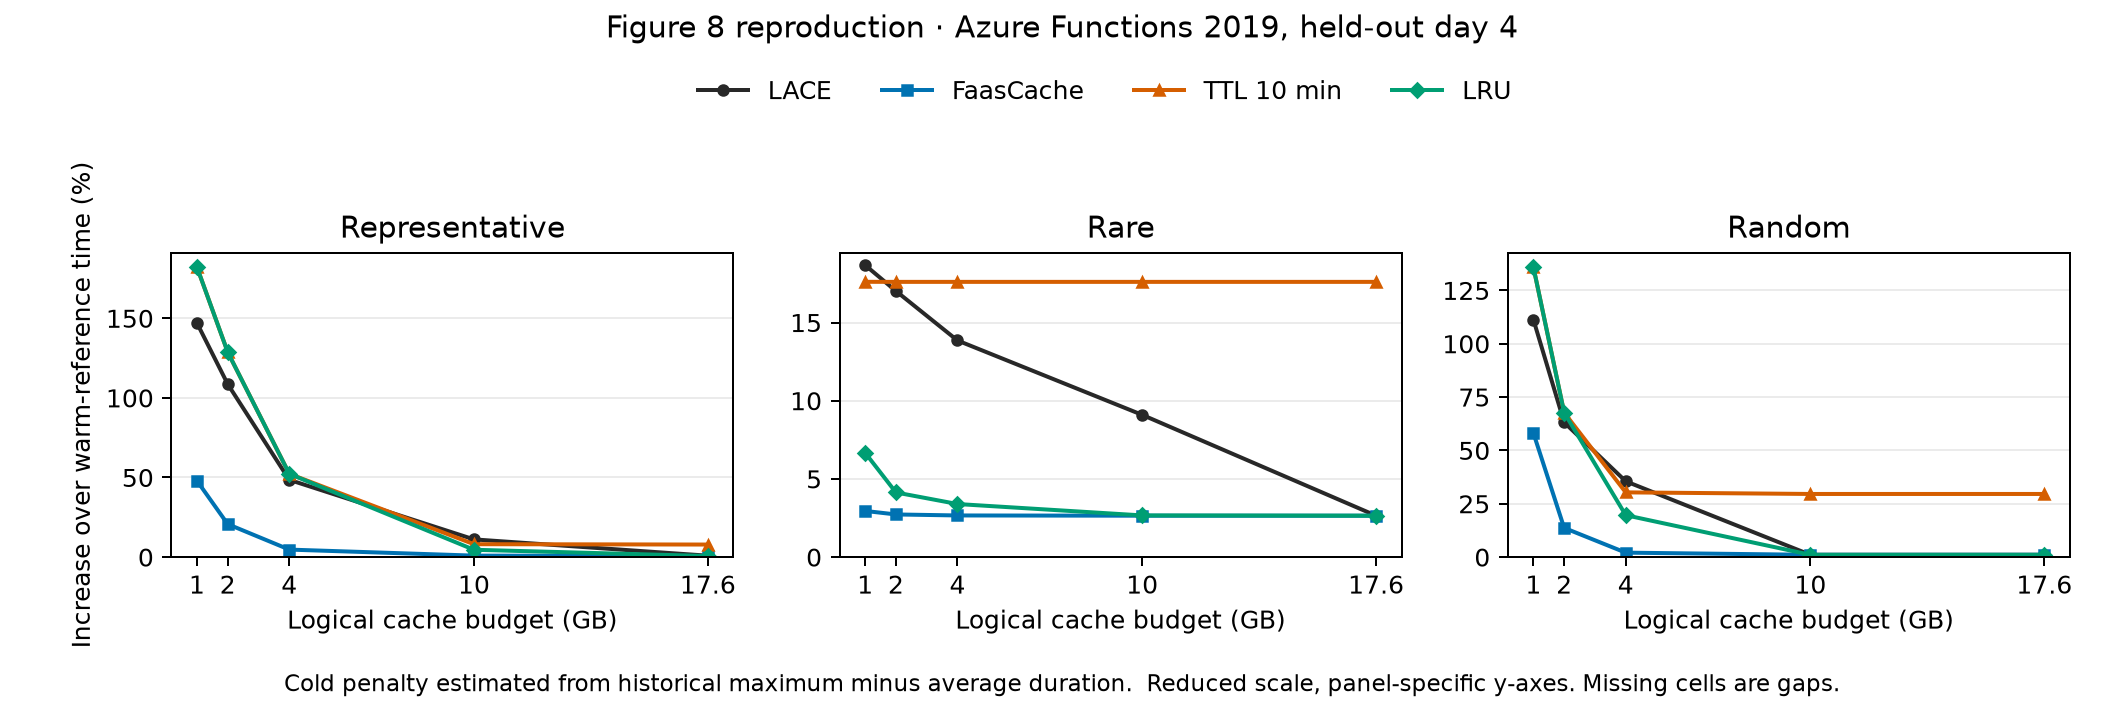 Figure 8 reproduction · Azure Functions 2019, held-out day 4
LACE FaasCache TTL 10 min LRU
Increase over warm-reference time (%)
Representative
150
100
50
0
1 2 4 10 17.6
Logical cache budget (GB)
Rare
15
10
5
0
1 2 4 10 17.6
Logical cache budget (GB)
Random
125
100
75
50
25
0
1 2 4 10 17.6
Logical cache budget (GB)
Cold penalty estimated from historical maximum minus average duration. Reduced scale, panel-specific y-axes. Missing cells are gaps.